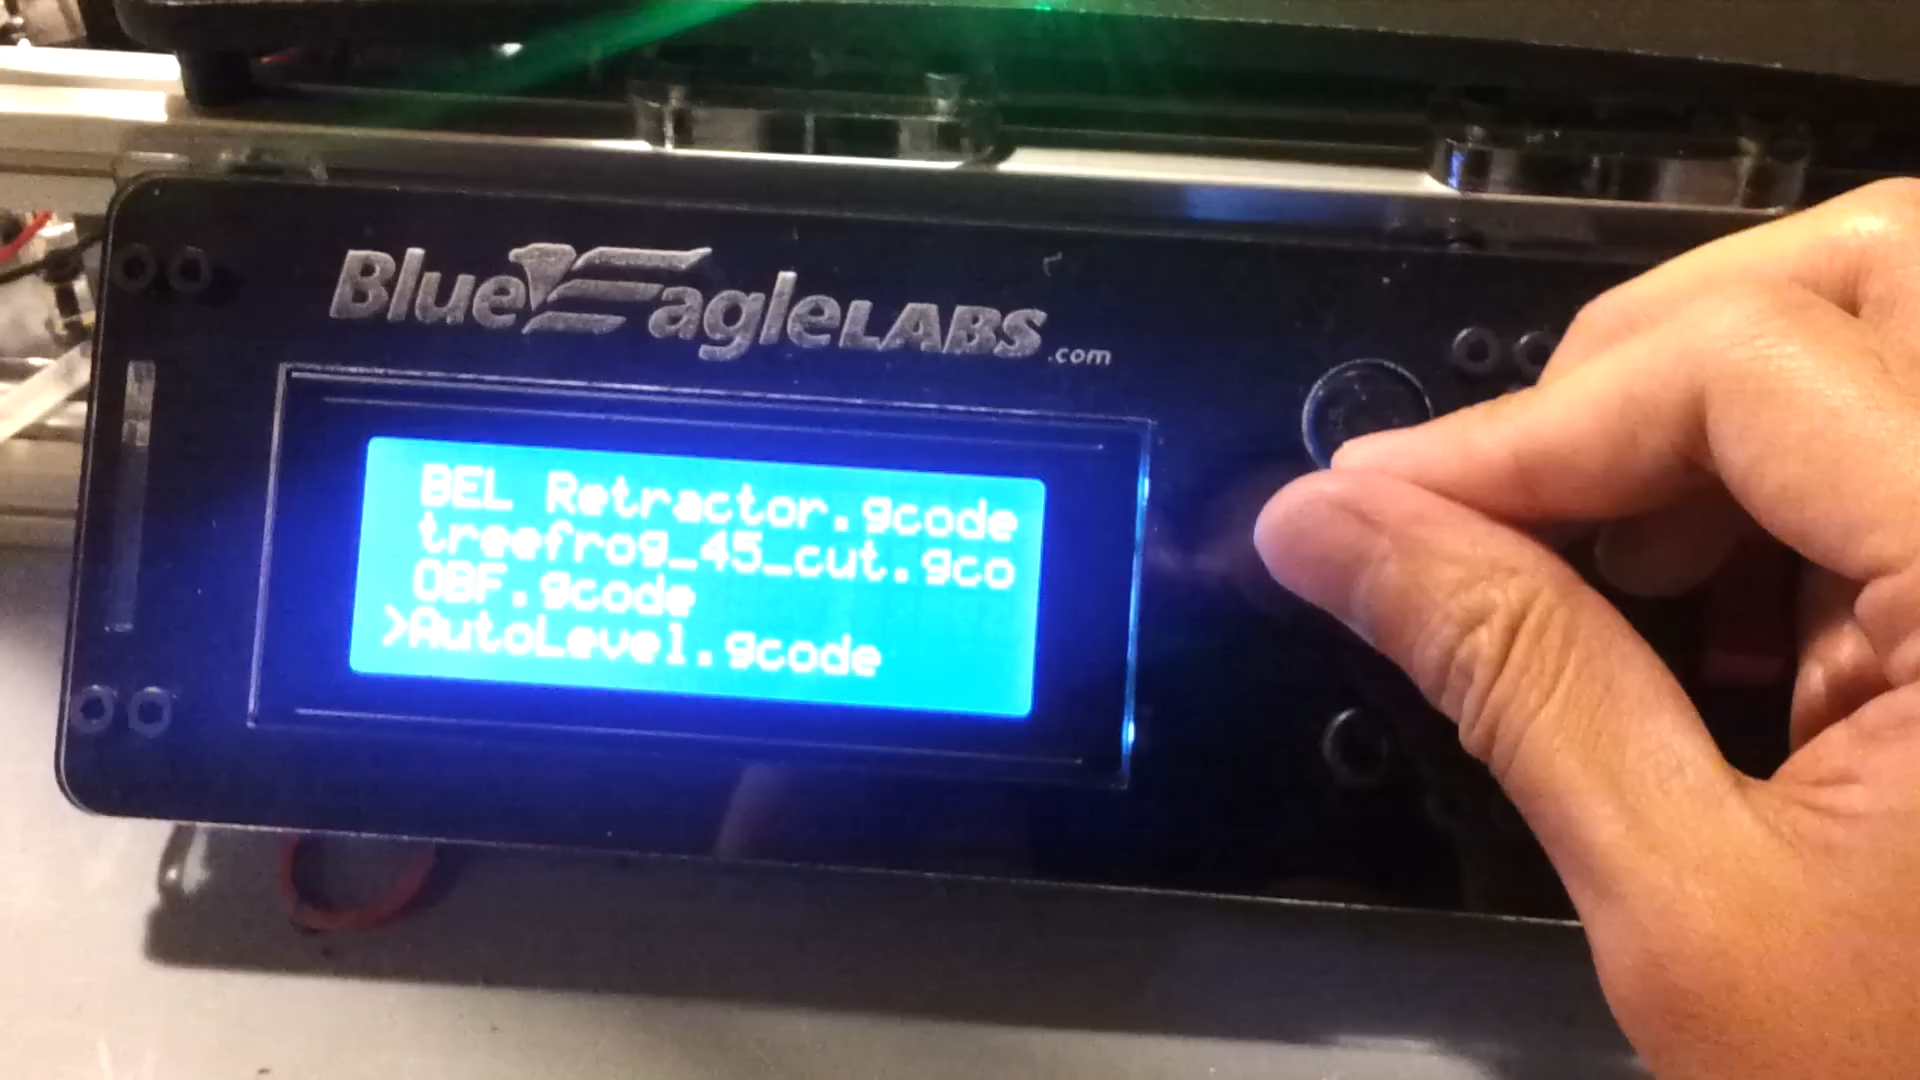 BlueEagleLABS.com
BEL Retractor.gcode
treefrog_45_cut.gco
OBF.gcode
>AutoLevel.gcode